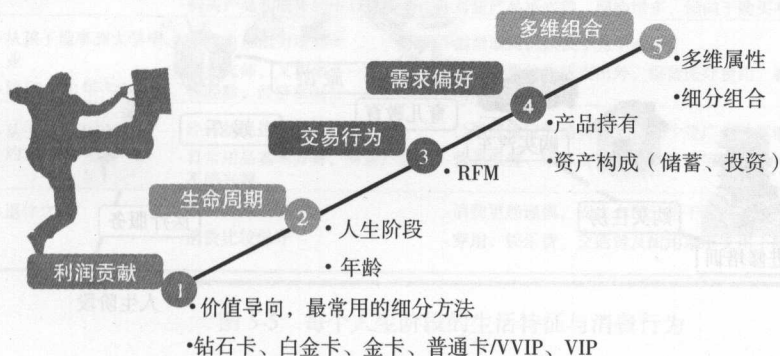 多维组合
5
•多维属性
•细分组合
需求偏好
4
•产品持有
•资产构成（储蓄、投资）
交易行为
3
•RFM
生命周期
2
•人生阶段
•年龄
利润贡献
1
•价值导向，最常用的细分方法
•钻石卡、白金卡、金卡、普通卡/VVIP、VIP